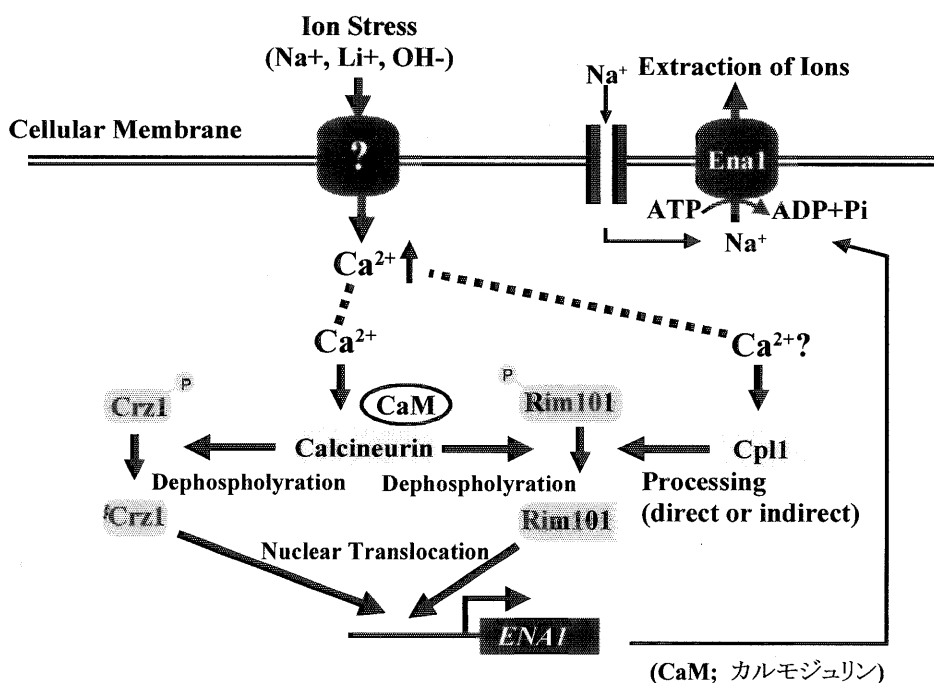 Ion Stress
(Na+, Li+, OH-)
Na⁺
Extraction of Ions
Cellular Membrane
?
Ena1
ATP
ADP+Pi
Na⁺
Ca²⁺
Ca²⁺
Ca²⁺?
P
Crz1
CaM
P
Rim101
Calcineurin
Cpl1
Dephospholyration
Dephospholyration
Processing
(direct or indirect)
Crz1
Rim101
Nuclear Translocation
ENA1
(CaM; カルモジュリン)